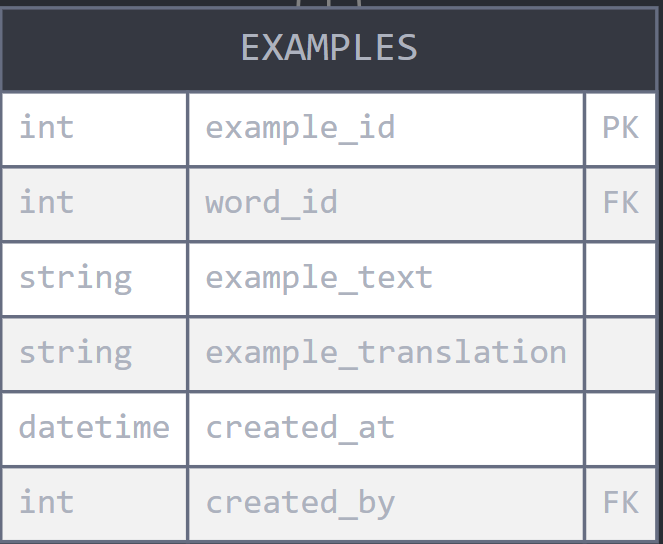 EXAMPLES
int example_id PK
int word_id FK
string example_text
string example_translation
datetime created_at
int created_by FK